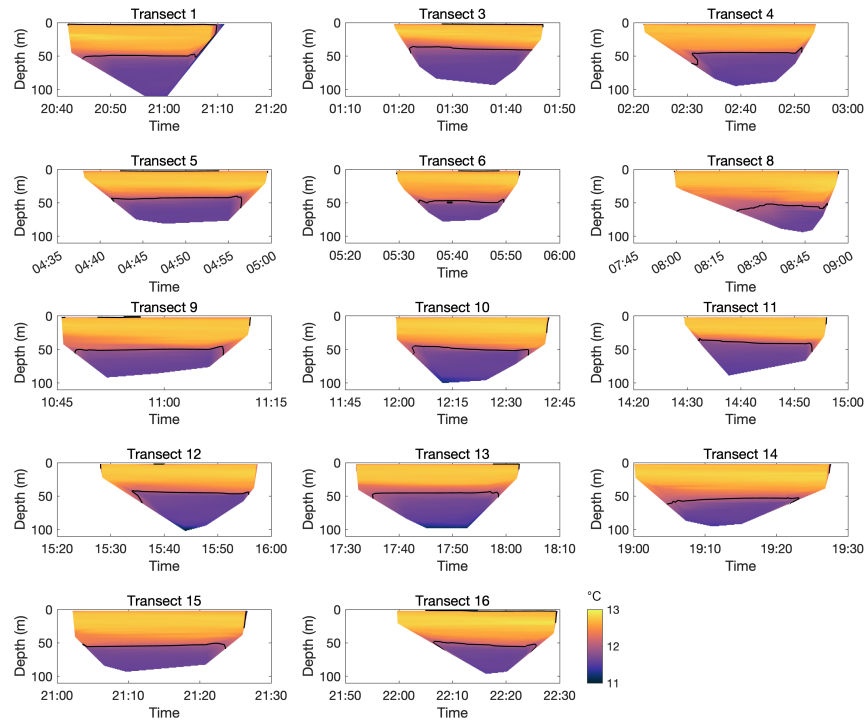 Transect 1
Transect 3
Transect 4
0
50
100
Depth (m)
20:40 20:50 21:00 21:10 21:20
Time
0
50
100
Depth (m)
01:10 01:20 01:30 01:40 01:50
Time
0
50
100
Depth (m)
02:20 02:30 02:40 02:50 03:00
Time
Transect 5
Transect 6
Transect 8
0
50
100
Depth (m)
04:35 04:40 04:45 04:50 04:55 05:00
Time
0
50
100
Depth (m)
05:20 05:30 05:40 05:50 06:00
Time
0
50
100
Depth (m)
07:45 08:00 08:15 08:30 08:45 09:00
Time
Transect 9
Transect 10
Transect 11
0
50
100
Depth (m)
10:45 11:00 11:15
Time
0
50
100
Depth (m)
11:45 12:00 12:15 12:30 12:45
Time
0
50
100
Depth (m)
14:20 14:30 14:40 14:50 15:00
Time
Transect 12
Transect 13
Transect 14
0
50
100
Depth (m)
15:20 15:30 15:40 15:50 16:00
Time
0
50
100
Depth (m)
17:30 17:40 17:50 18:00 18:10
Time
0
50
100
Depth (m)
19:00 19:10 19:20 19:30
Time
Transect 15
Transect 16
0
50
100
Depth (m)
21:00 21:10 21:20 21:30
Time
0
50
100
Depth (m)
21:50 22:00 22:10 22:20 22:30
Time
°C
13
12
11